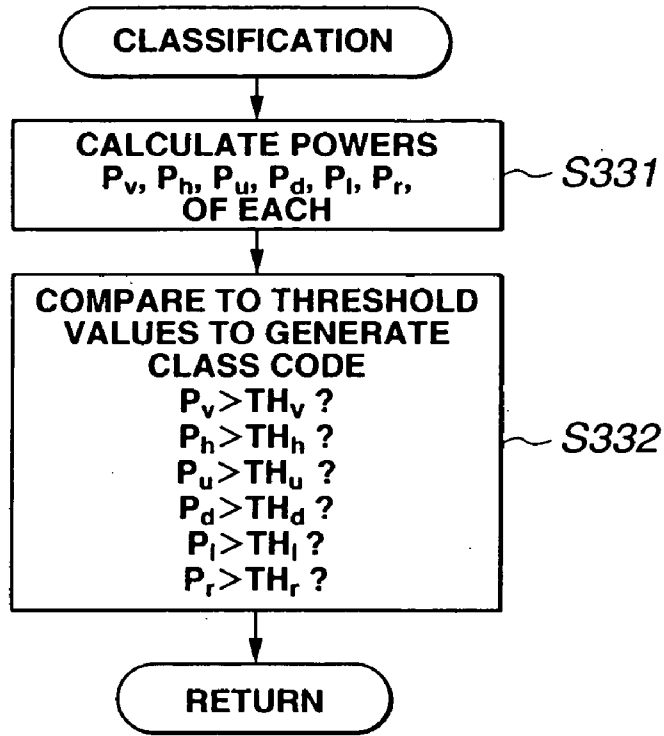 CLASSIFICATION
CALCULATE POWERS
Pv, Ph, Pu, Pd, Pl, Pr,
OF EACH
S331
COMPARE TO THRESHOLD
VALUES TO GENERATE
CLASS CODE
Pv>THv ?
Ph>THh ?
Pu>THu ?
Pd>THd ?
Pl>THl ?
Pr>THr ?
S332
RETURN